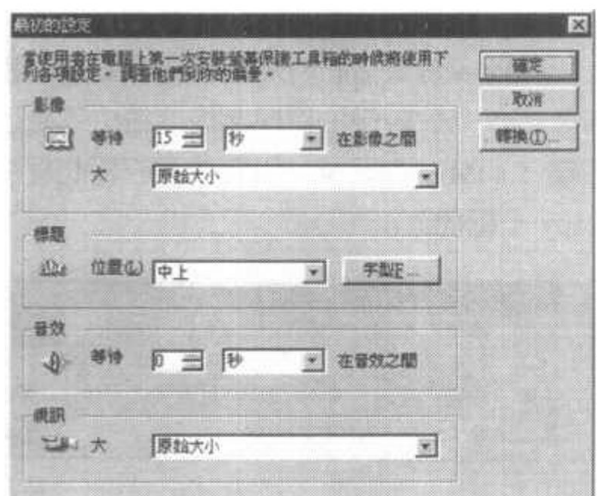 最初的設定
當使用者在電腦上第一次安裝螢幕保護工具箱的時候將使用下
列各項設定。 調整他們到你的偏愛。
確定
取消
轉換(I)...
影像
等待 15 秒 在影像之間
大 原始大小
標題
位置(L) 中上 字型F...
音效
等待 0 秒 在音效之間
視訊
大 原始大小